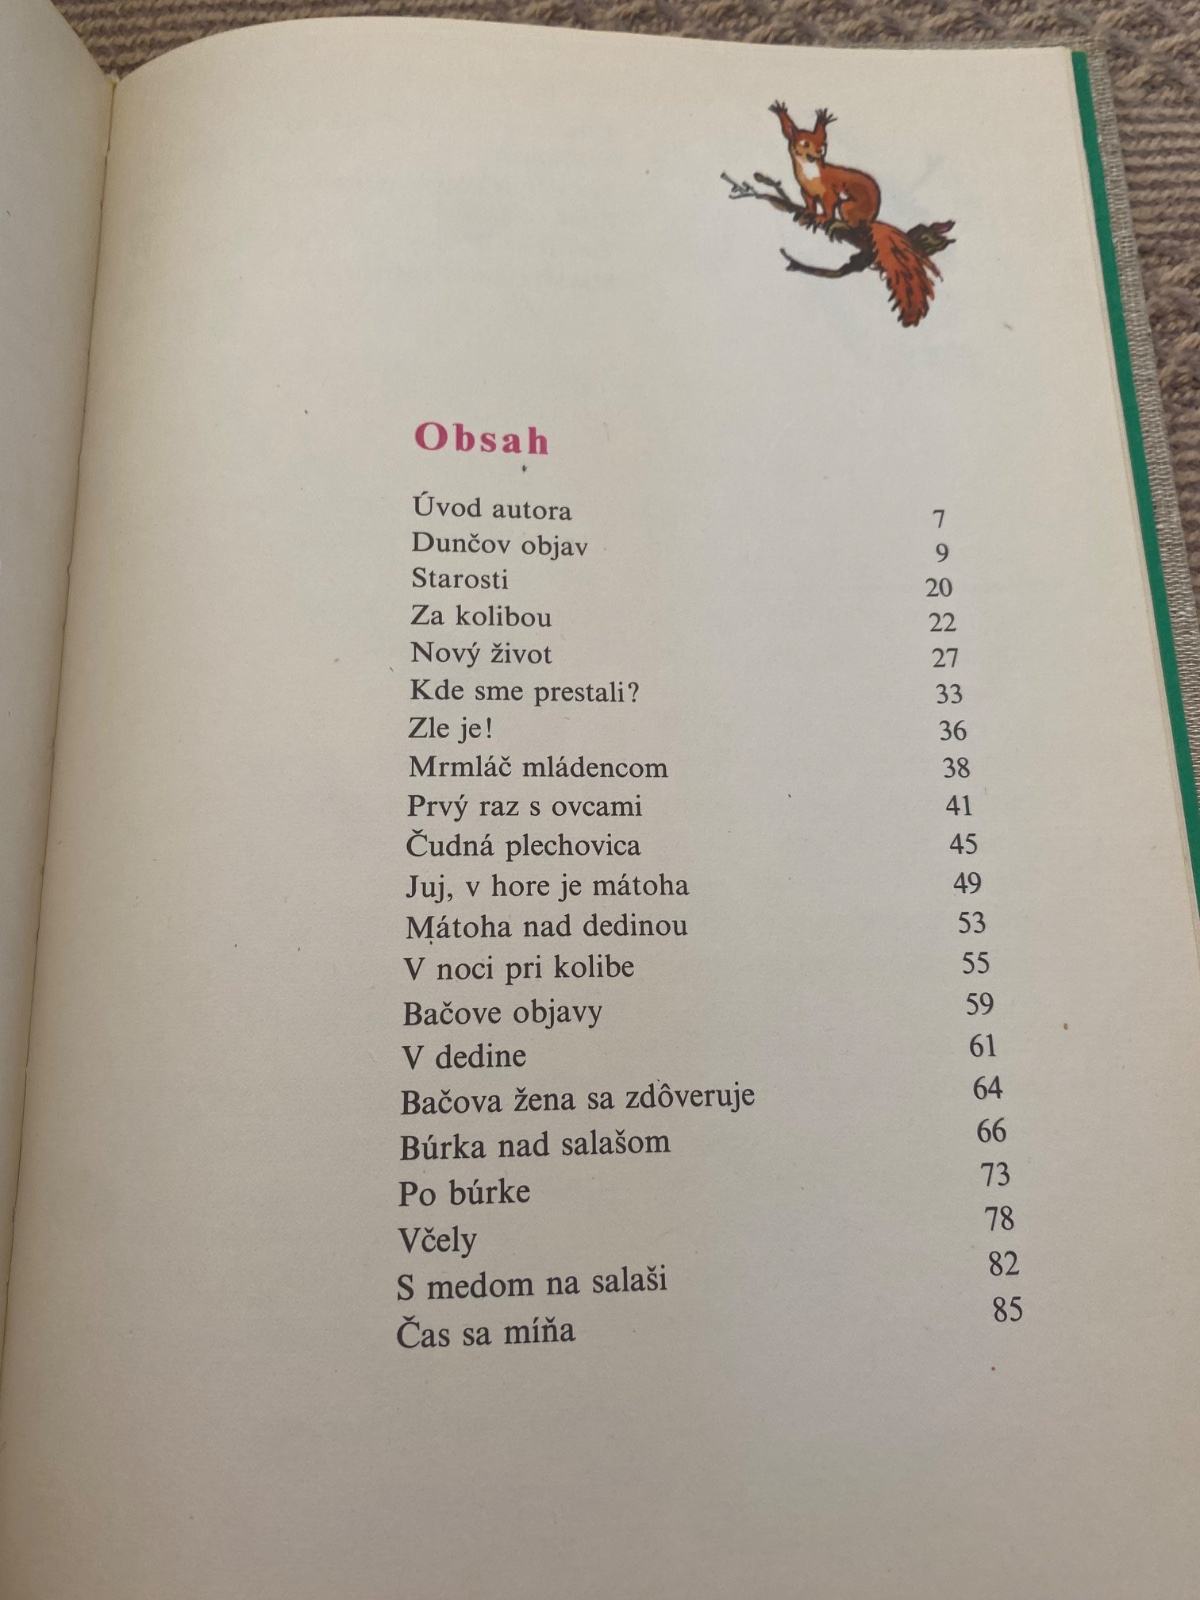 Obsah
Úvod autora 7
Dunčov objav 9
Starosti 20
Za kolibou 22
Nový život 27
Kde sme prestali? 33
Zle je! 36
Mrmláč mládencom 38
Prvý raz s ovcami 41
Čudná plechovica 45
Juj, v hore je mátoha 49
Mátoha nad dedinou 53
V noci pri kolibe 55
Bačove objavy 59
V dedine 61
Bačova žena sa zdôveruje 64
Búrka nad salašom 66
Po búrke 73
Včely 78
S medom na salaši 82
Čas sa míňa 85